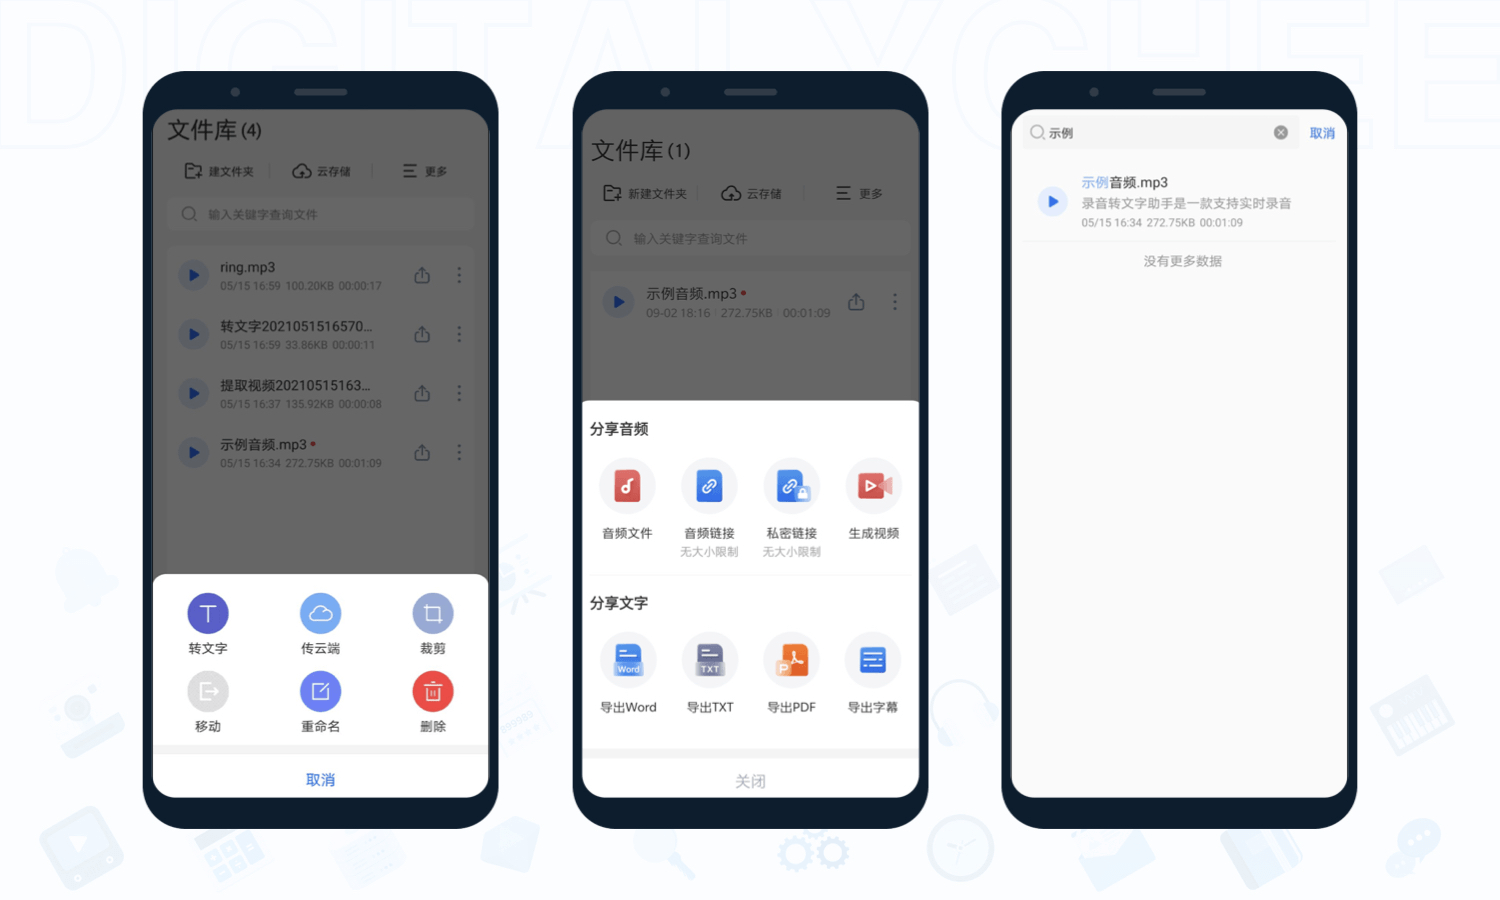 DIGITALYCHEE
文件库(4)
建文件夹
云存储
更多
输入关键字查询文件
ring.mp3
05/15 16:59 100.20KB 00:00:17
转文字2021051516570...
05/15 16:59 33.86KB 00:00:11
提取视频20210515163...
05/15 16:37 135.92KB 00:00:08
示例音频.mp3
05/15 16:34 272.75KB 00:01:09
转文字
传云端
裁剪
移动
重命名
删除
取消
文件库(1)
新建文件夹
云存储
更多
输入关键字查询文件
示例音频.mp3
09-02 18:16 272.75KB 00:01:09
分享音频
音频文件
音频链接
私密链接
生成视频
无大小限制
无大小限制
分享文字
Word
TXT
P
导出Word
导出TXT
导出PDF
导出字幕
关闭
示例
取消
示例音频.mp3
录音转文字助手是一款支持实时录音
05/15 16:34 272.75KB 00:01:09
没有更多数据